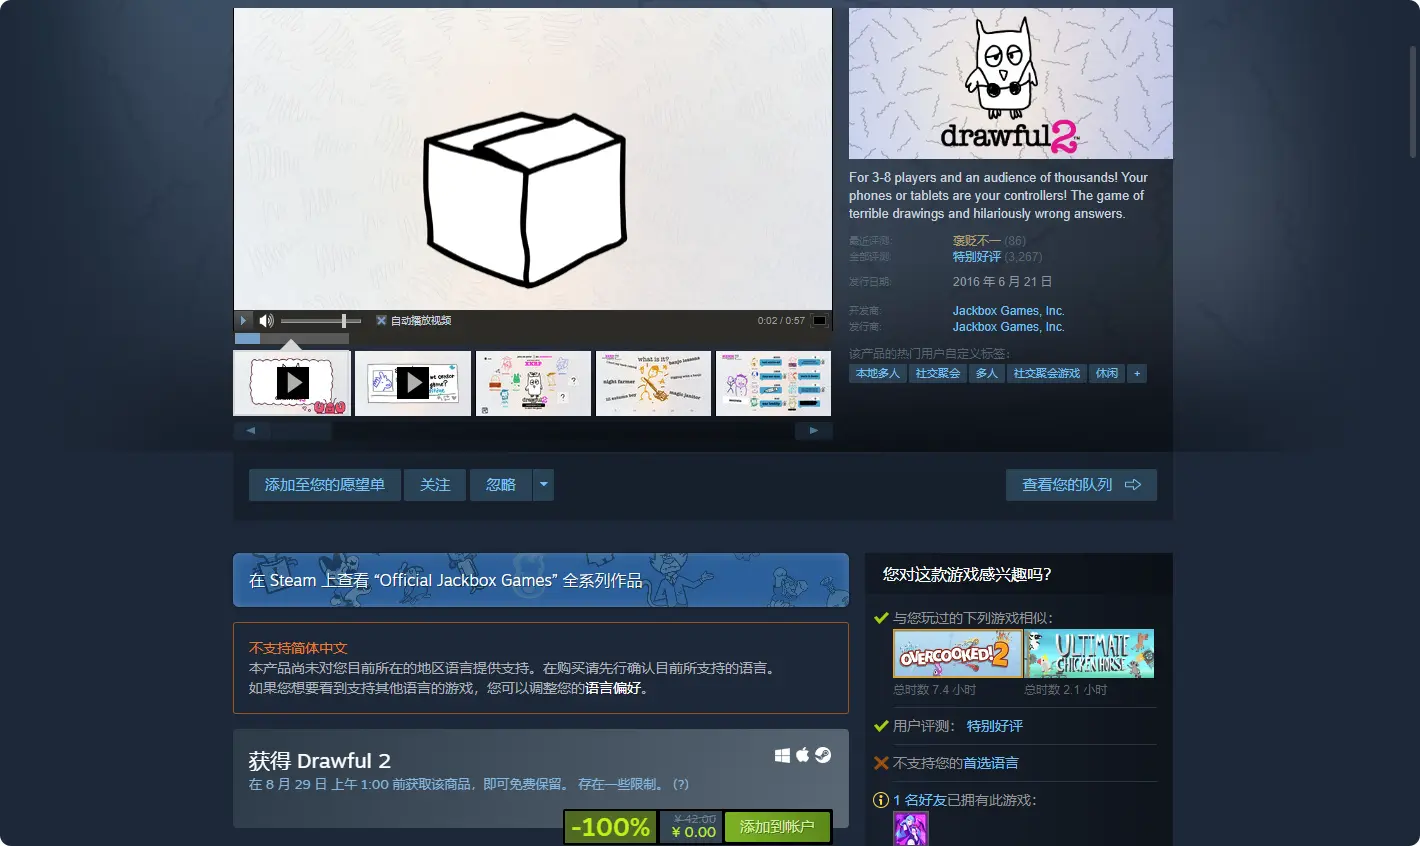 drawful 2
For 3-8 players and an audience of thousands! Your
phones or tablets are your controllers! The game of
terrible drawings and hilariously wrong answers.
最近评测: 褒贬不一 (86)
全部评测: 特别好评 (3,267)
发行日期: 2016 年 6 月 21 日
开发商: Jackbox Games, Inc.
发行商: Jackbox Games, Inc.
该产品的热门用户自定义标签:
本地多人 社交聚会 多人 社交聚会游戏 休闲 +
自动播放视频 0:02 / 0:57
what is it?
banjo lessons
night farmer
magic janitor
drawful 2
添加至您的愿望单 关注 忽略 查看您的队列
在 Steam 上查看 “Official Jackbox Games” 全系列作品
不支持简体中文
本产品尚未对您目前所在的地区语言提供支持。在购买请先行确认目前所支持的语言。
如果您想要看到支持其他语言的游戏，您可以调整您的语言偏好。
获得 Drawful 2
在 8 月 29 日 上午 1:00 前获取该商品，即可免费保留。 存在一些限制。 (?)
-100% ¥ 42.00 ¥ 0.00 添加到帐户
您对这款游戏感兴趣吗？
与您玩过的下列游戏相似：
OVERCOOKED! 2 ULTIMATE CHICKEN HORSE
总时数 7.4 小时 总时数 2.1 小时
用户评测： 特别好评
不支持您的首选语言
1 名好友已拥有此游戏：